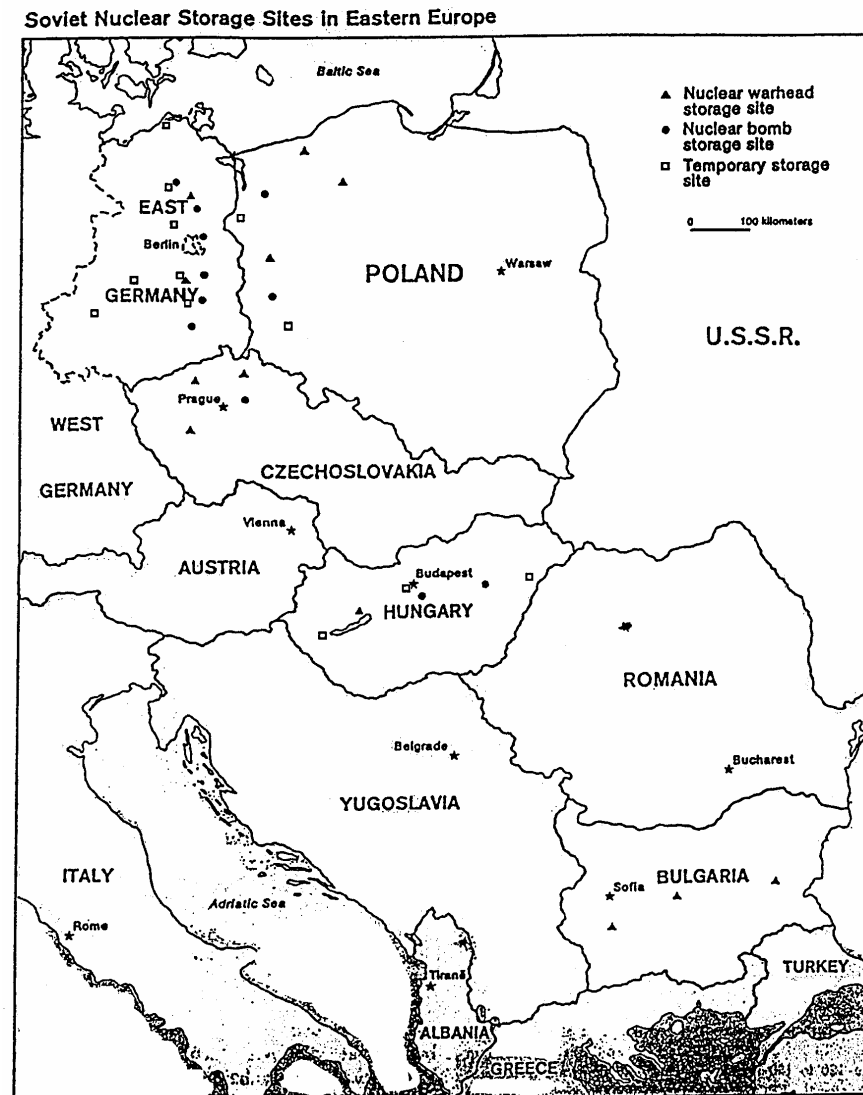 Soviet Nuclear Storage Sites in Eastern Europe
Baltic Sea
Nuclear warhead
storage site
Nuclear bomb
storage site
Temporary storage
site
0 100 kilometers
EAST
Berlin
GERMANY
POLAND
Warsaw
U.S.S.R.
Prague
WEST
GERMANY
CZECHOSLOVAKIA
Vienna
AUSTRIA
Budapest
HUNGARY
ROMANIA
Belgrade
Bucharest
YUGOSLAVIA
ITALY
BULGARIA
Sofia
Adriatic Sea
Rome
TURKEY
Tiranë
ALBANIA
GREECE